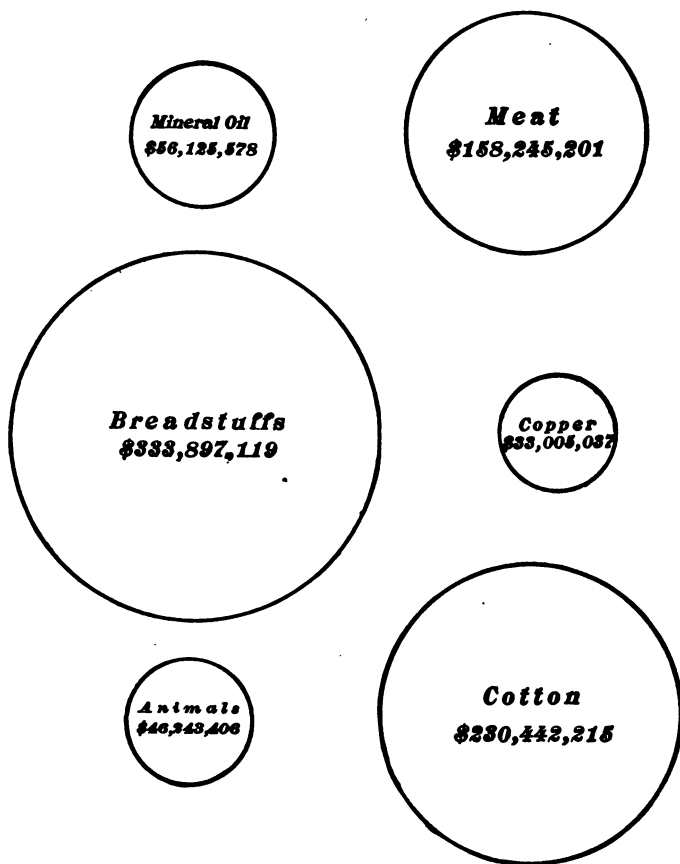 Mineral Oil
$56,125,578
Meat
$158,245,201
Breadstuffs
$333,897,119
Copper
$33,005,037
Animals
$46,243,406
Cotton
$230,442,215